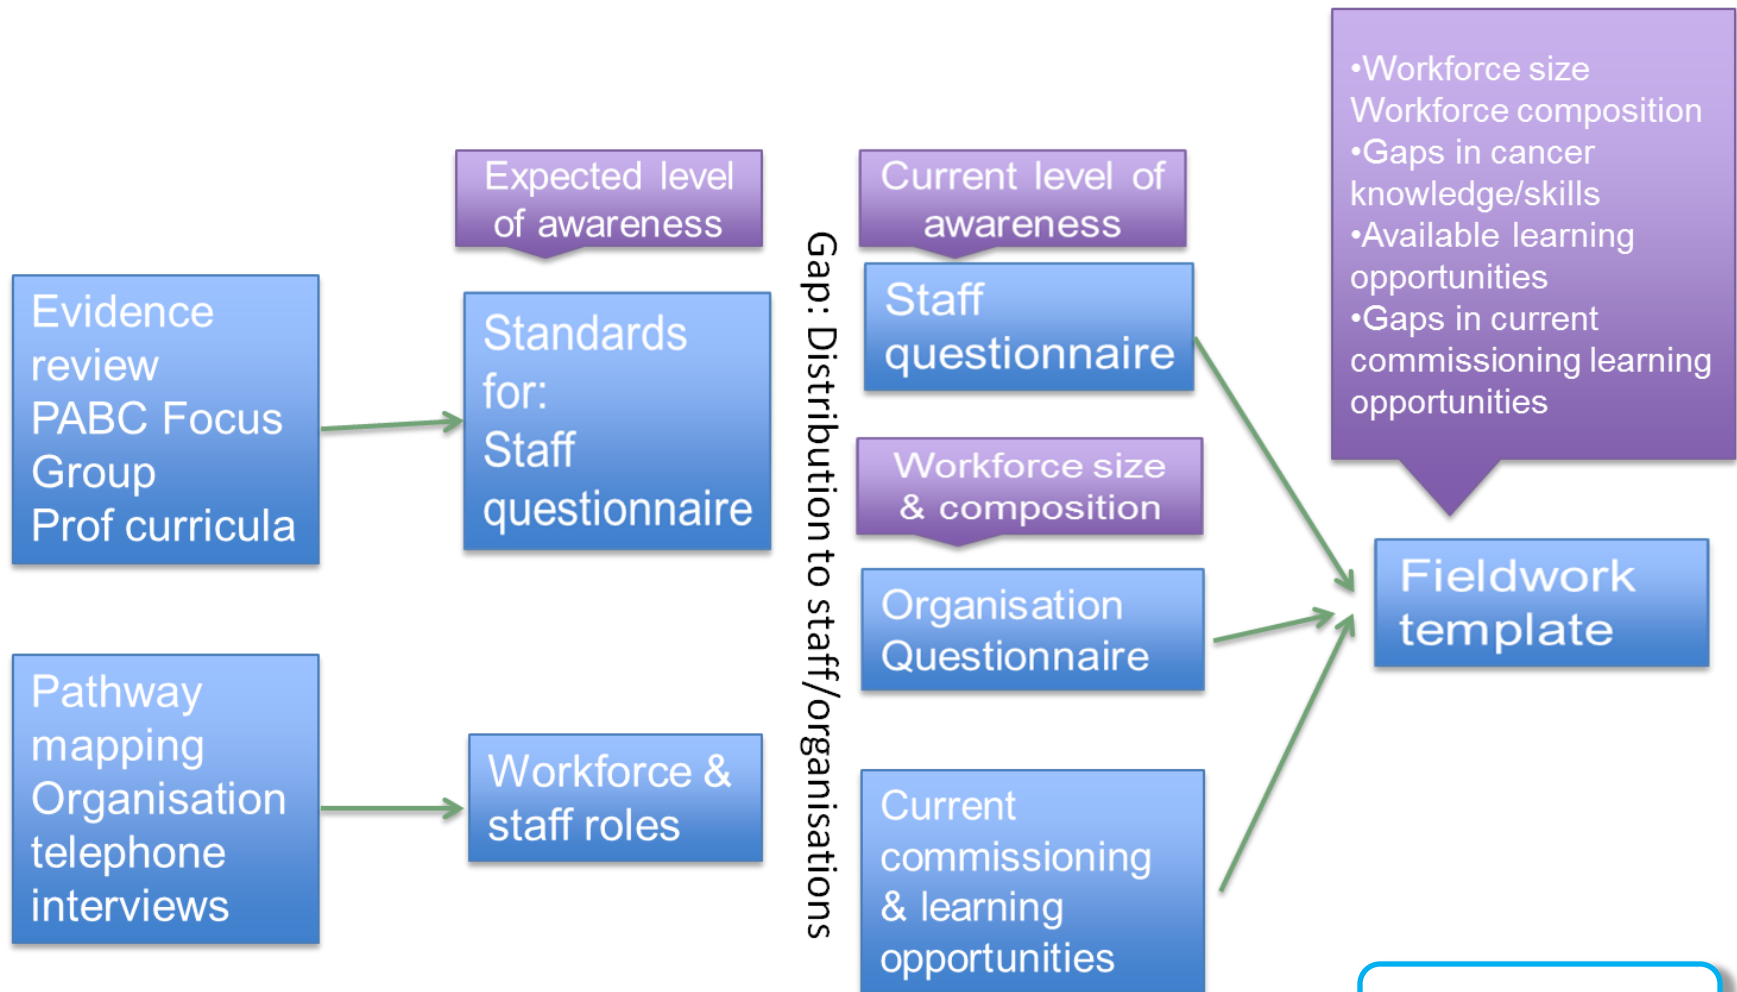 Evidence
review
PABC Focus
Group
Prof curricula
Pathway
mapping
Organisation
telephone
interviews
Expected level
of awareness
Standards
for:
Staff
questionnaire
Workforce &
staff roles
Gap: Distribution to staff/organisations
Current level of
awareness
Staff
questionnaire
Workforce size
& composition
Organisation
Questionnaire
Current
commissioning
& learning
opportunities
•Workforce size
Workforce composition
•Gaps in cancer
knowledge/skills
•Available learning
opportunities
•Gaps in current
commissioning learning
opportunities
Fieldwork
template